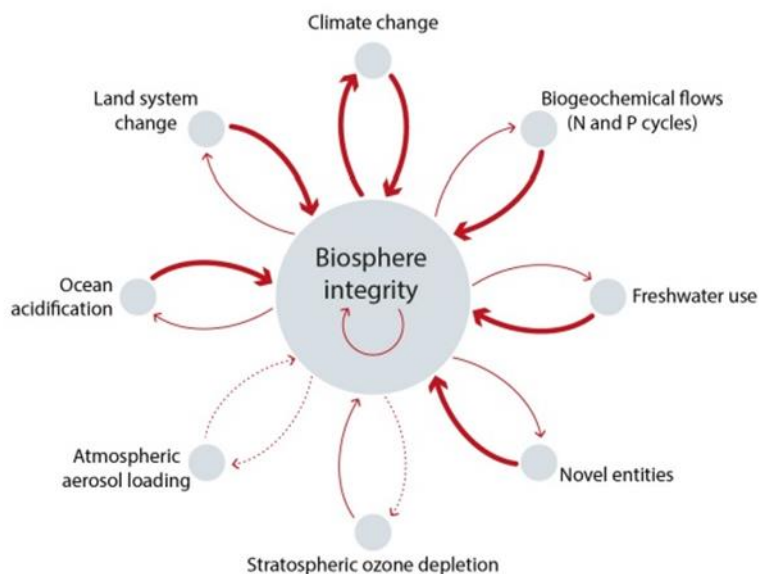 Climate change
Land system
change
Biogeochemical flows
(N and P cycles)
Biosphere
integrity
Ocean
acidification
Freshwater use
Atmospheric
aerosol loading
Novel entities
Stratospheric ozone depletion